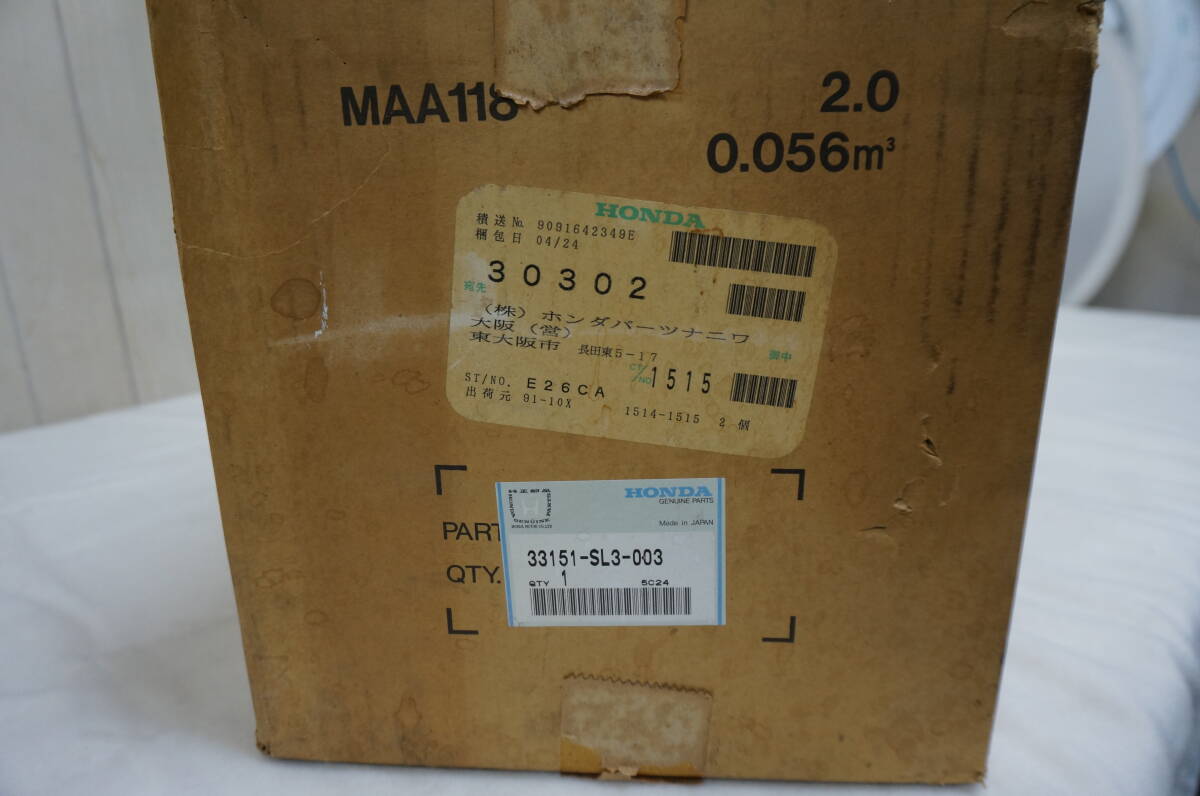 MAA118
2.0
0.056m³
HONDA
積送№ 9091642349E
梱包日 04/24
30302
宛先
(株) ホンダパーツナニワ
大阪 (営)
御中
東大阪市 長田東5-17
CT/NO 1515
ST/NO. E26CA
出荷元 91-10X
1514-1515 2個
HONDA
GENUINE PARTS
Made in JAPAN
PART
33151-SL3-003
QTY.
QTY 1
5C24